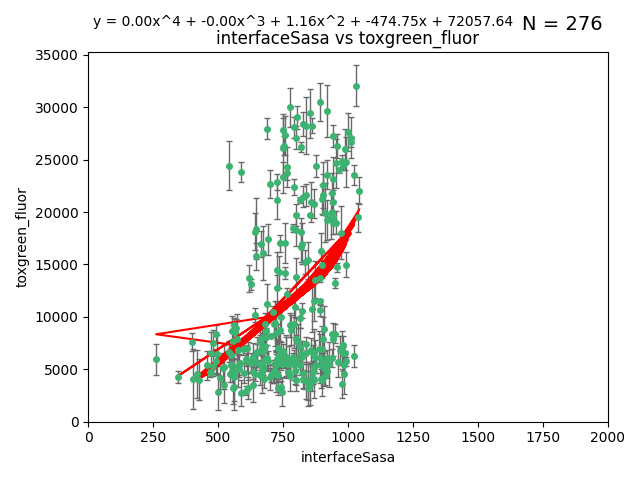 y = 0.00x^4 + -0.00x^3 + 1.16x^2 + -474.75x + 72057.64 N = 276
interfaceSasa vs toxgreen_fluor
35000
30000
25000
20000
15000
10000
5000
0
toxgreen_fluor
0 250 500 750 1000 1250 1500 1750 2000
interfaceSasa